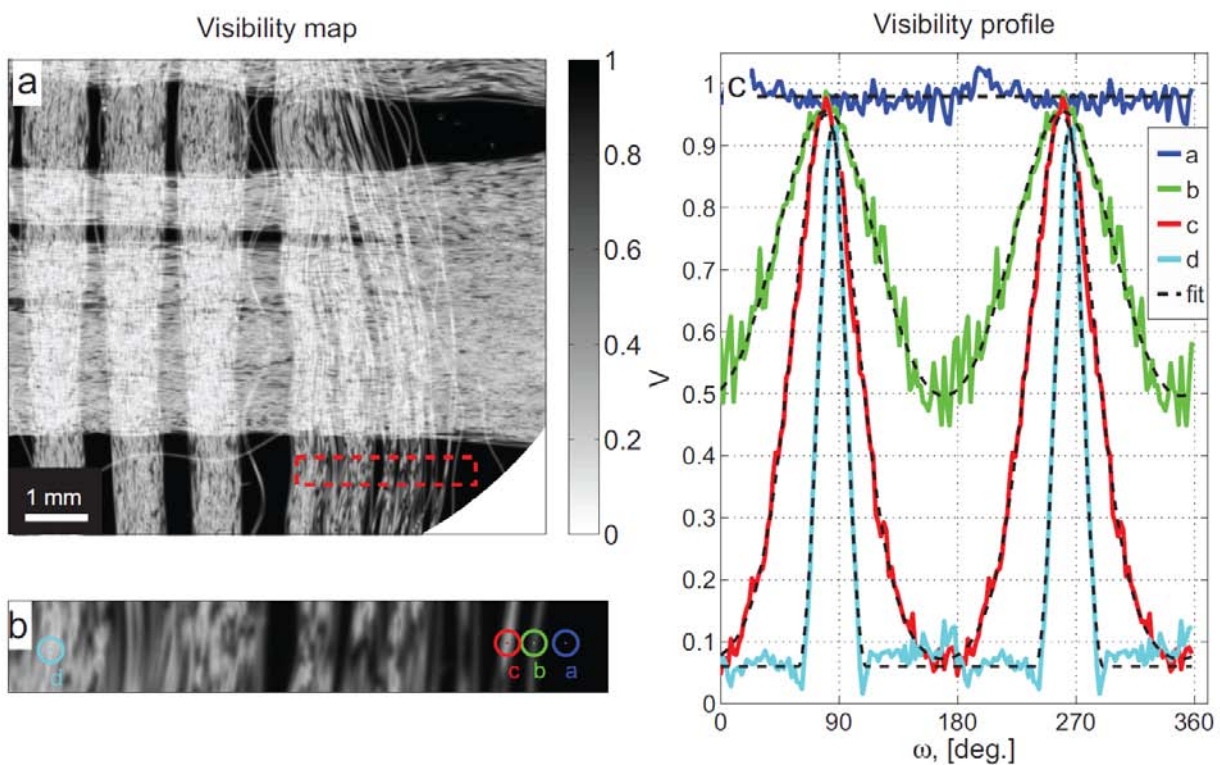 Visibility map
a
1
0.8
0.6
0.4
0.2
0
1 mm
b
d
c
b
a
Visibility profile
C
1
0.9
0.8
0.7
0.6
0.5
0.4
0.3
0.2
0.1
0
V
0 90 180 270 360
ω, [deg.]
a
b
c
d
fit